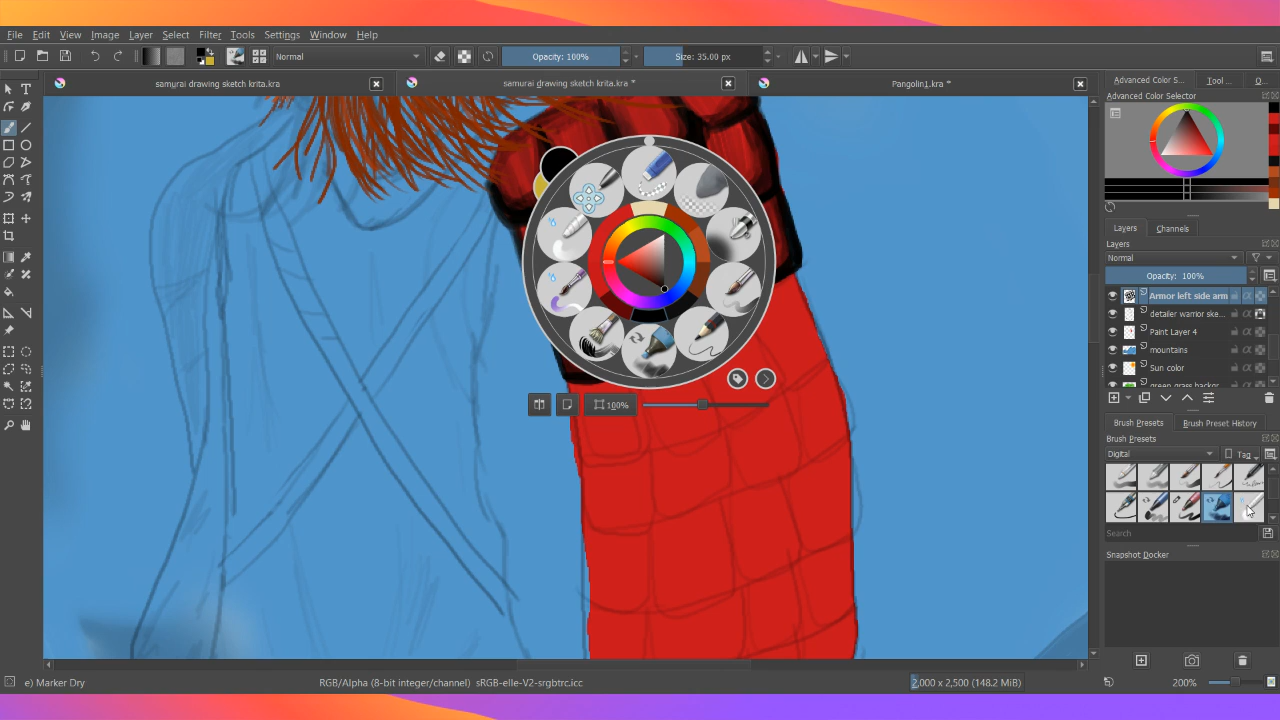 File Edit View Image Layer Select Filter Tools Settings Window Help
Normal
Opacity: 100%
Size: 35.00 px
samurai drawing sketch krita.kra
samurai drawing sketch krita.kra *
Pangolin1.kra *
Advanced Color S...
Tool ...
Advanced Color Selector
Layers
Channels
Layers
Normal
Opacity: 100%
Armor left side arm
detailer warrior ske...
Paint Layer 4
mountains
Sun color
green grass backgr
100%
Brush Presets
Brush Preset History
Brush Presets
Digital
Tag
Search
Snapshot Docker
e) Marker Dry
RGB/Alpha (8-bit integer/channel) sRGB-elle-V2-srgbtrc.icc
2,000 x 2,500 (148.2 MiB)
200%